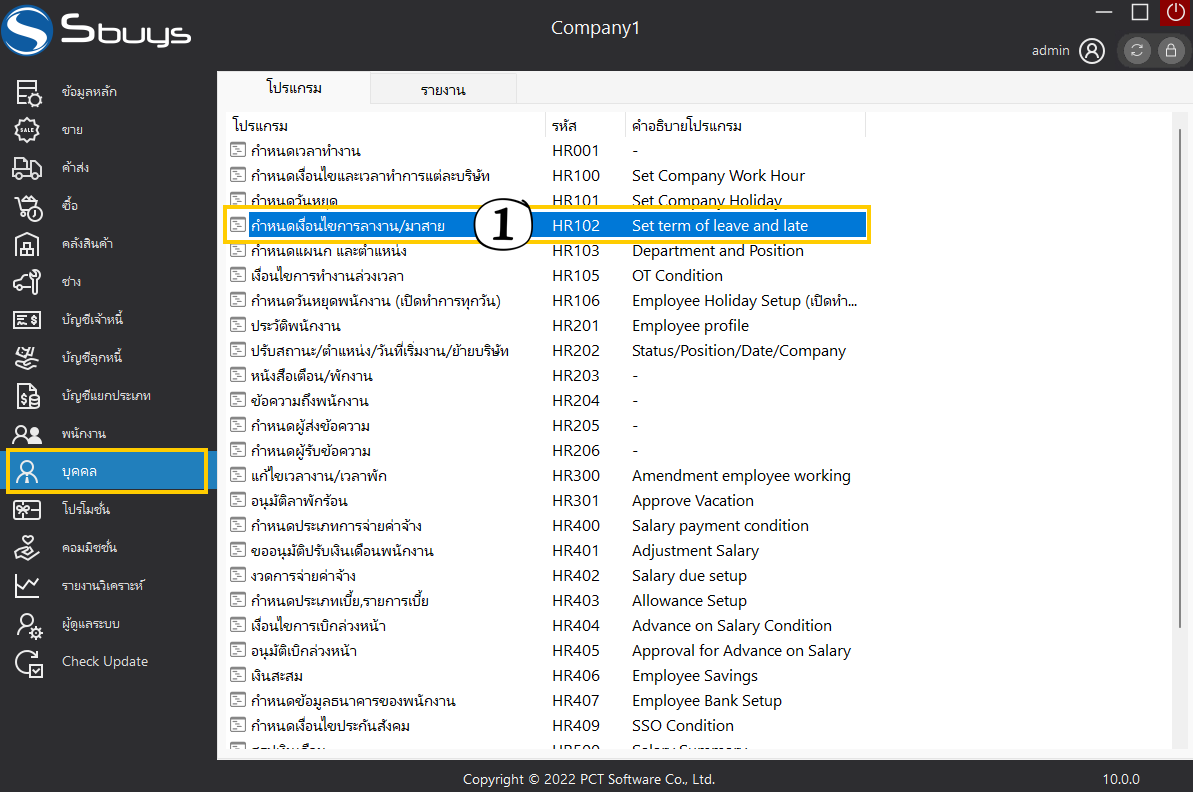 Sbuys
Company1
admin
ข้อมูลหลัก
ขาย
ค้าส่ง
ซื้อ
คลังสินค้า
ช่าง
บัญชีเจ้าหนี้
บัญชีลูกหนี้
บัญชีแยกประเภท
พนักงาน
บุคคล
โปรโมชั่น
คอมมิชชั่น
รายงานวิเคราะห์
ผู้ดูแลระบบ
Check Update
โปรแกรม รายงาน
โปรแกรม รหัส คำอธิบายโปรแกรม
กำหนดเวลาทำงาน HR001 -
กำหนดเงื่อนไขและเวลาทำการแต่ละบริษัท HR100 Set Company Work Hour
กำหนดวันหยุด HR101 Set Company Holiday
กำหนดเงื่อนไขการลางาน/มาสาย 1 HR102 Set term of leave and late
กำหนดแผนก และตำแหน่ง HR103 Department and Position
เงื่อนไขการทำงานล่วงเวลา HR105 OT Condition
กำหนดวันหยุดพนักงาน (เปิดทำการทุกวัน) HR106 Employee Holiday Setup (เปิดทำ...
ประวัติพนักงาน HR201 Employee profile
ปรับสถานะ/ตำแหน่ง/วันที่เริ่มงาน/ย้ายบริษัท HR202 Status/Position/Date/Company
หนังสือเตือน/พักงาน HR203 -
ข้อความถึงพนักงาน HR204 -
กำหนดผู้ส่งข้อความ HR205 -
กำหนดผู้รับข้อความ HR206 -
แก้ไขเวลางาน/เวลาพัก HR300 Amendment employee working
อนุมัติลาพักร้อน HR301 Approve Vacation
กำหนดประเภทการจ่ายค่าจ้าง HR400 Salary payment condition
ขออนุมัติปรับเงินเดือนพนักงาน HR401 Adjustment Salary
งวดการจ่ายค่าจ้าง HR402 Salary due setup
กำหนดประเภทเบี้ย,รายการเบี้ย HR403 Allowance Setup
เงื่อนไขการเบิกล่วงหน้า HR404 Advance on Salary Condition
อนุมัติเบิกล่วงหน้า HR405 Approval for Advance on Salary
เงินสะสม HR406 Employee Savings
กำหนดข้อมูลธนาคารของพนักงาน HR407 Employee Bank Setup
กำหนดเงื่อนไขประกันสังคม HR409 SSO Condition
HR500 Salary Summary
Copyright © 2022 PCT Software Co., Ltd.
10.0.0